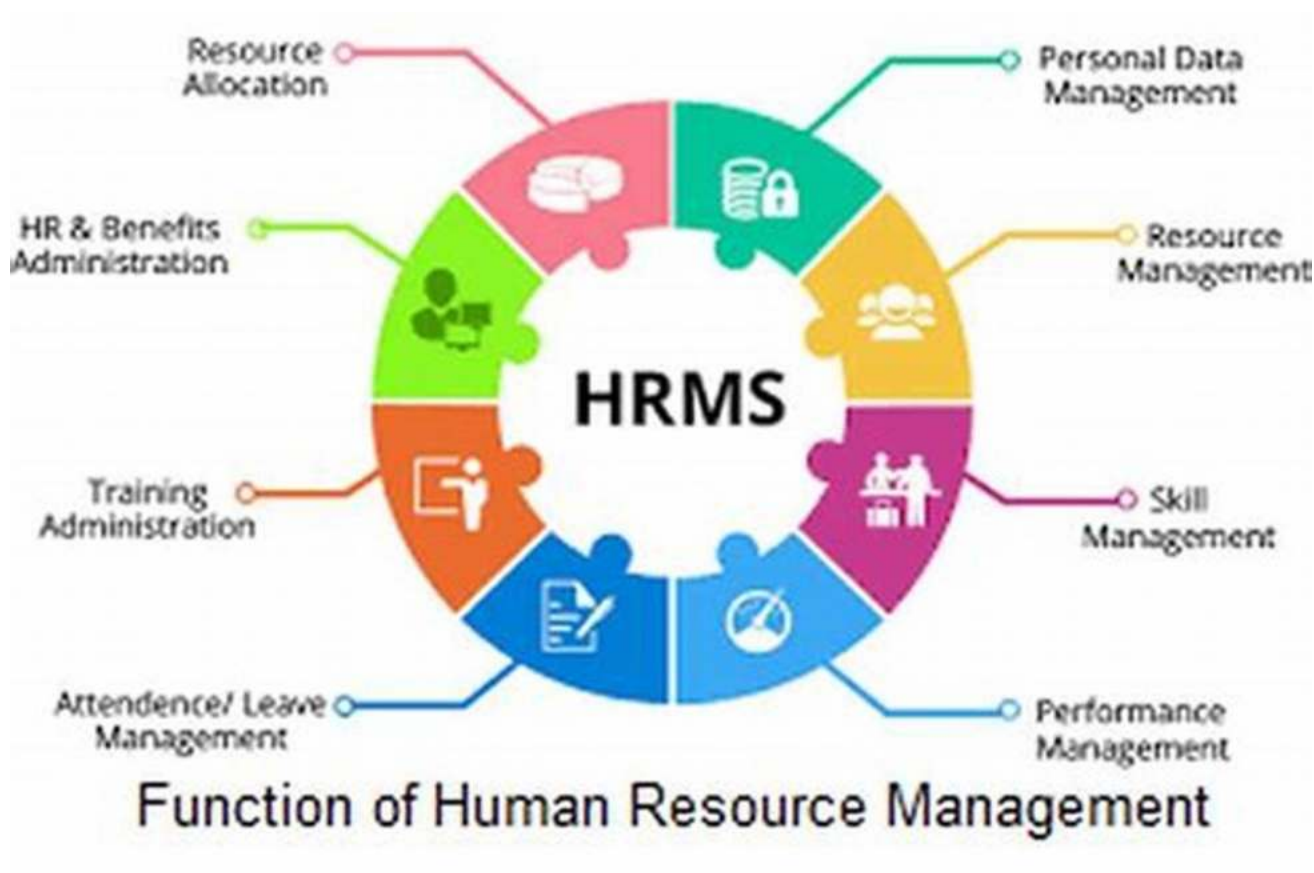 Resource
Allocation
Personal Data
Management
HR & Benefits
Administration
Resource
Management
HRMS
Training
Administration
Skill
Management
Attendence/ Leave
Management
Performance
Management
Function of Human Resource Management